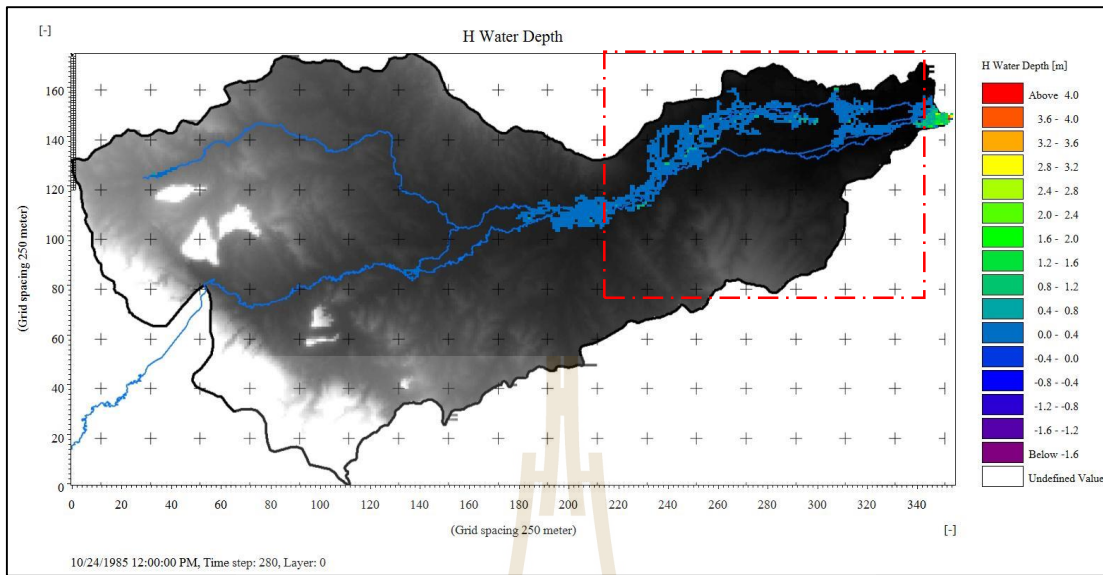 [-]
H Water Depth
160
140
120
100
80
60
40
20
0
(Grid spacing 250 meter)
0 20 40 60 80 100 120 140 160 180 200 220 240 260 280 300 320 340
(Grid spacing 250 meter)
[-]
10/24/1985 12:00:00 PM, Time step: 280, Layer: 0
H Water Depth [m]
Above 4.0
3.6 - 4.0
3.2 - 3.6
2.8 - 3.2
2.4 - 2.8
2.0 - 2.4
1.6 - 2.0
1.2 - 1.6
0.8 - 1.2
0.4 - 0.8
0.0 - 0.4
-0.4 - 0.0
-0.8 - -0.4
-1.2 - -0.8
-1.6 - -1.2
Below -1.6
Undefined Value